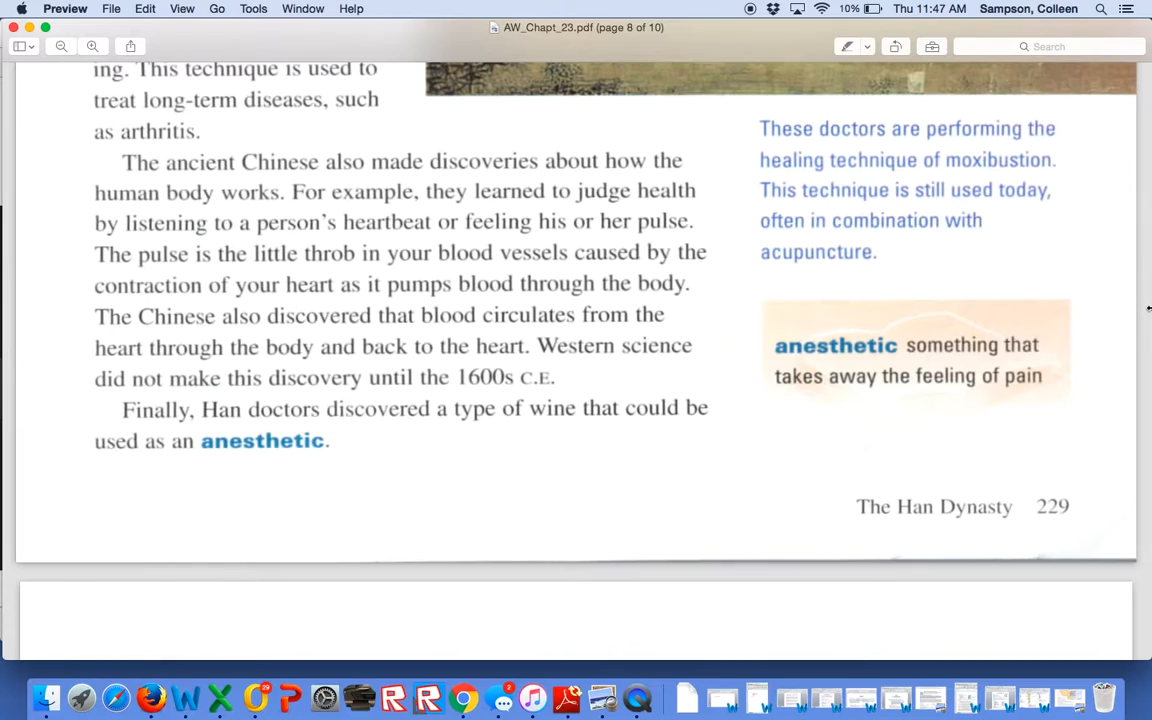 Preview File Edit View Go Tools Window Help 10% Thu 11:47 AM Sampson, Colleen
AW_Chapt_23.pdf (page 8 of 10)
Search
ing. This technique is used to
treat long-term diseases, such
as arthritis.
The ancient Chinese also made discoveries about how the
human body works. For example, they learned to judge health
by listening to a person's heartbeat or feeling his or her pulse.
The pulse is the little throb in your blood vessels caused by the
contraction of your heart as it pumps blood through the body.
The Chinese also discovered that blood circulates from the
heart through the body and back to the heart. Western science
did not make this discovery until the 1600s C.E.
Finally, Han doctors discovered a type of wine that could be
used as an anesthetic.
These doctors are performing the
healing technique of moxibustion.
This technique is still used today,
often in combination with
acupuncture.
anesthetic something that
takes away the feeling of pain
The Han Dynasty 229
29
2